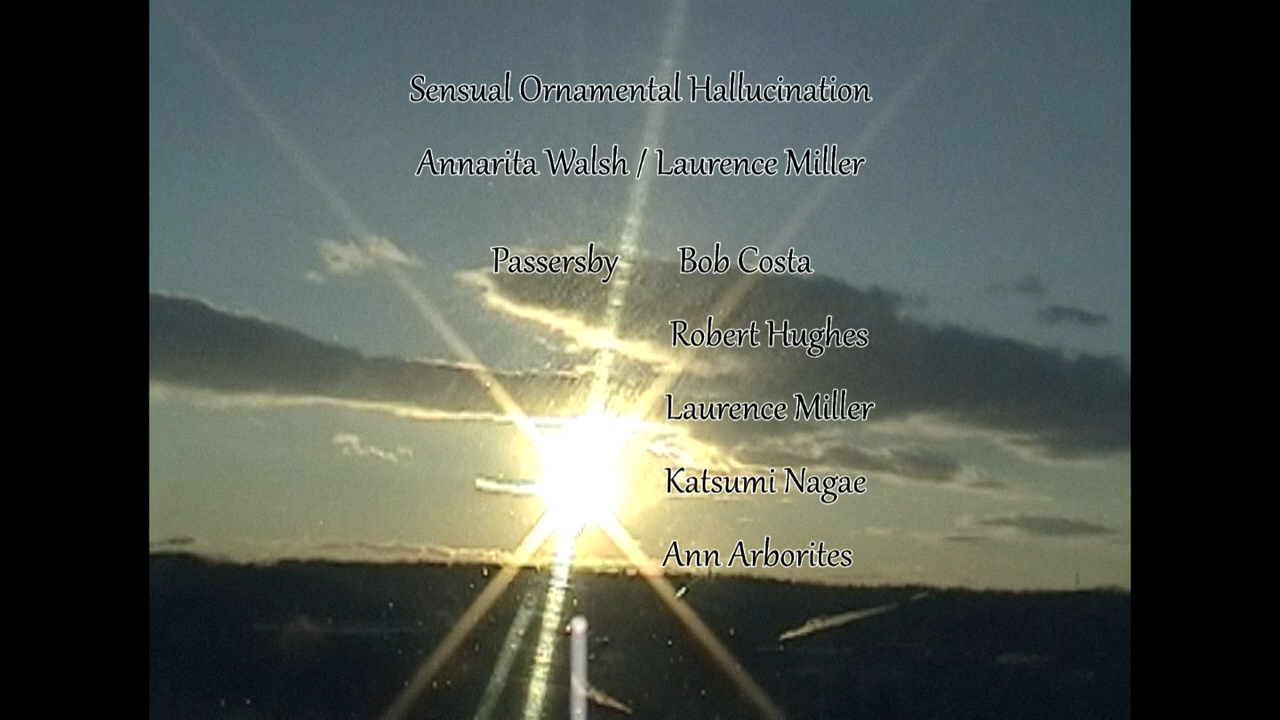 Sensual Ornamental Hallucination
Annarita Walsh / Laurence Miller
Passersby Bob Costa
Robert Hughes
Laurence Miller
Katsumi Nagae
Ann Arborites